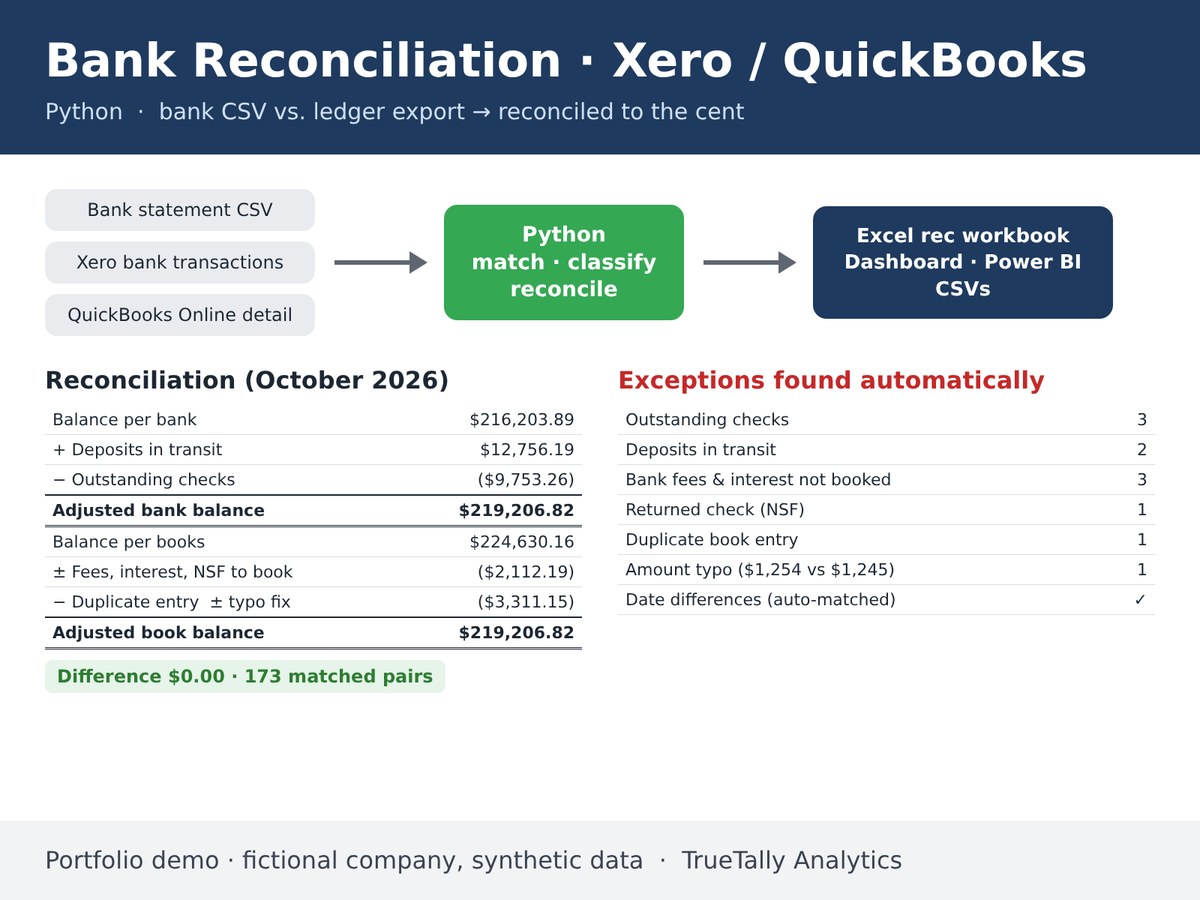 Bank Reconciliation · Xero / QuickBooks
Python · bank CSV vs. ledger export → reconciled to the cent
Bank statement CSV
Xero bank transactions
QuickBooks Online detail
Python
match · classify
reconcile
Excel rec workbook
Dashboard · Power BI
CSVs
Reconciliation (October 2026)
Balance per bank $216,203.89
+ Deposits in transit $12,756.19
− Outstanding checks ($9,753.26)
Adjusted bank balance $219,206.82
Balance per books $224,630.16
± Fees, interest, NSF to book ($2,112.19)
− Duplicate entry ± typo fix ($3,311.15)
Adjusted book balance $219,206.82
Difference $0.00 · 173 matched pairs
Exceptions found automatically
Outstanding checks 3
Deposits in transit 2
Bank fees & interest not booked 3
Returned check (NSF) 1
Duplicate book entry 1
Amount typo ($1,254 vs $1,245) 1
Date differences (auto-matched) ✓
Portfolio demo · fictional company, synthetic data · TrueTally Analytics